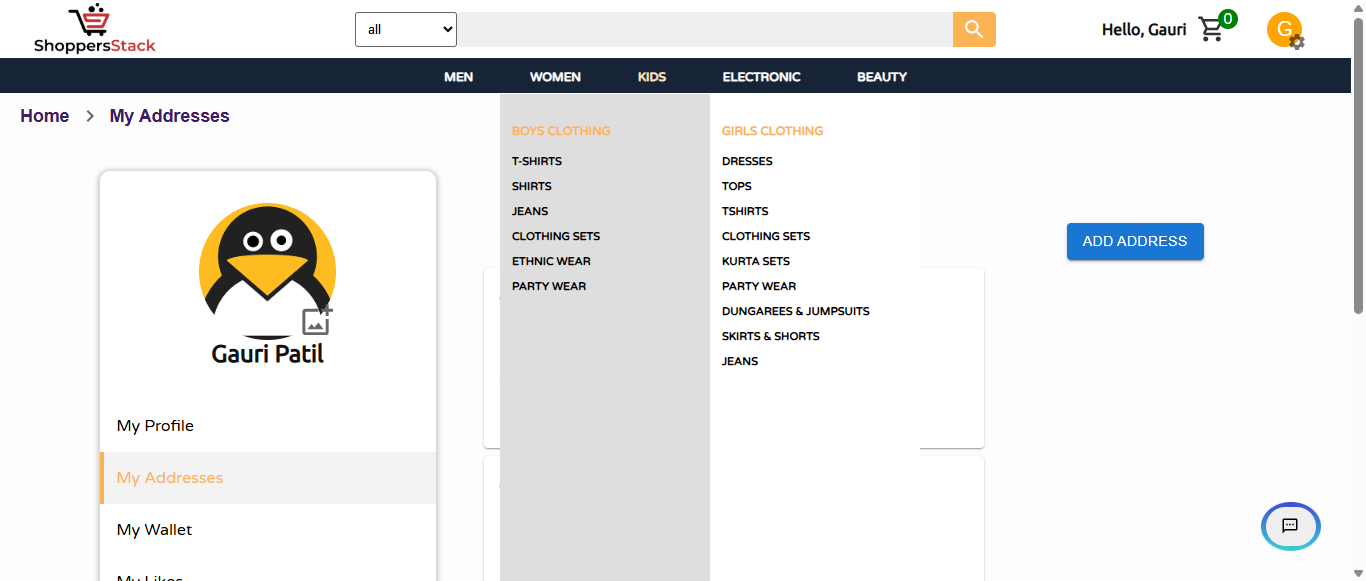 ShoppersStack
all
Hello, Gauri
0
G
MEN
WOMEN
KIDS
ELECTRONIC
BEAUTY
Home > My Addresses
BOYS CLOTHING
T-SHIRTS
SHIRTS
JEANS
CLOTHING SETS
ETHNIC WEAR
PARTY WEAR
GIRLS CLOTHING
DRESSES
TOPS
TSHIRTS
CLOTHING SETS
KURTA SETS
PARTY WEAR
DUNGAREES & JUMPSUITS
SKIRTS & SHORTS
JEANS
ADD ADDRESS
Gauri Patil
My Profile
My Addresses
My Wallet
My Likes